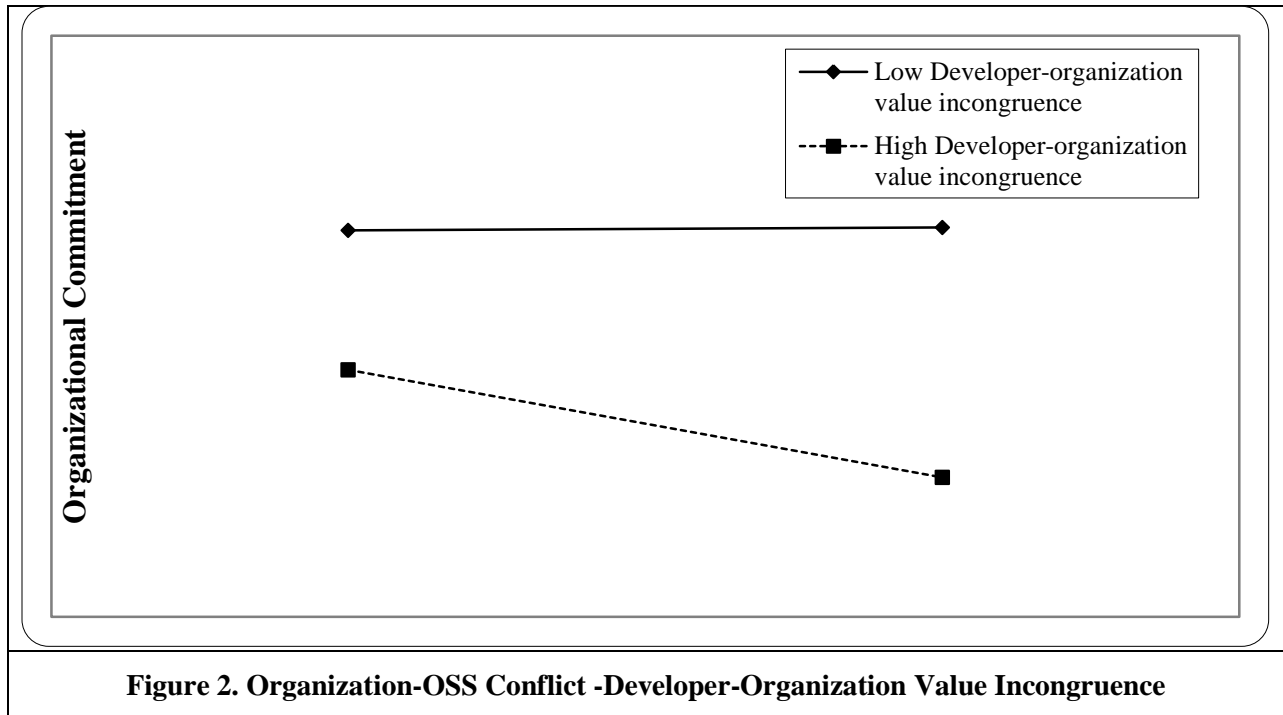 Low Developer-organization
value incongruence
High Developer-organization
value incongruence
Organizational Commitment
Figure 2. Organization-OSS Conflict -Developer-Organization Value Incongruence